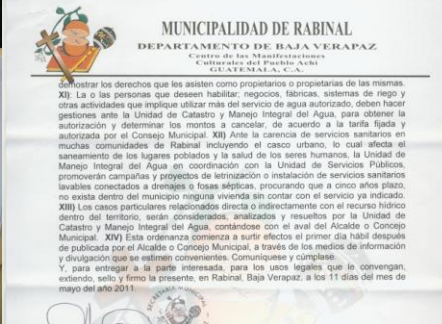 MUNICIPALIDAD DE RABINAL
DEPARTAMENTO DE BAJA VERAPAZ
Centro de las Manifestaciones
Culturales del Pueblo Achi
GUATEMALA, C.A.
demostrar los derechos que les asisten como propietarios o propietarias de las mismas.
XI): La o las personas que deseen habilitar; negocios, fábricas, sistemas de riego y
otras actividades que implique utilizar más del servicio de agua autorizado, deben hacer
gestiones ante la Unidad de Catastro y Manejo Integral del Agua, para obtener la
autorización y determinar los montos a cancelar, de acuerdo a la tarifa fijada y
autorizada por el Consejo Municipal. XII) Ante la carencia de servicios sanitarios en
muchas comunidades de Rabinal incluyendo el casco urbano, lo cual afecta el
saneamiento de los lugares poblados y la salud de los seres humanos, la Unidad de
Manejo Integral del Agua en coordinación con la Unidad de Servicios Públicos,
promoverán campañas y proyectos de letrinización o instalación de servicios sanitarios
lavables conectados a drenajes o fosas sépticas, procurando que a cinco años plazo,
no exista dentro del municipio ninguna vivienda sin contar con el servicio ya indicado.
XIII) Los casos particulares relacionados directa o indirectamente con el recurso hídrico
dentro del territorio, serán considerados, analizados y resueltos por la Unidad de
Catastro y Manejo Integral del Agua, contándose con el aval del Alcalde o Concejo
Municipal. XIV) Esta ordenanza comienza a surtir efectos el primer día hábil después
de publicada por el Alcalde o Concejo Municipal, a través de los medios de información
y divulgación que se estimen convenientes. Comuníquese y cúmplase.
Y, para entregar a la parte interesada, para los usos legales que le convengan,
extiendo, sello y firmo la presente, en Rabinal, Baja Verapaz, a los 11 días del mes de
mayo del año 2011.